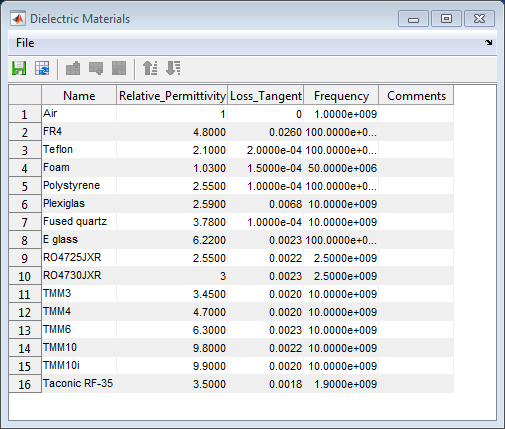 Dielectric Materials
File
Name Relative_Permittivity Loss_Tangent Frequency Comments
1 Air 1 0 1.0000e+009
2 FR4 4.8000 0.0260 100.0000e+0...
3 Teflon 2.1000 2.0000e-04 100.0000e+0...
4 Foam 1.0300 1.5000e-04 50.0000e+006
5 Polystyrene 2.5500 1.0000e-04 100.0000e+0...
6 Plexiglas 2.5900 0.0068 10.0000e+009
7 Fused quartz 3.7800 1.0000e-04 10.0000e+009
8 E glass 6.2200 0.0023 100.0000e+0...
9 RO4725JXR 2.5500 0.0022 2.5000e+009
10 RO4730JXR 3 0.0023 2.5000e+009
11 TMM3 3.4500 0.0020 10.0000e+009
12 TMM4 4.7000 0.0020 10.0000e+009
13 TMM6 6.3000 0.0023 10.0000e+009
14 TMM10 9.8000 0.0022 10.0000e+009
15 TMM10i 9.9000 0.0020 10.0000e+009
16 Taconic RF-35 3.5000 0.0018 1.9000e+009